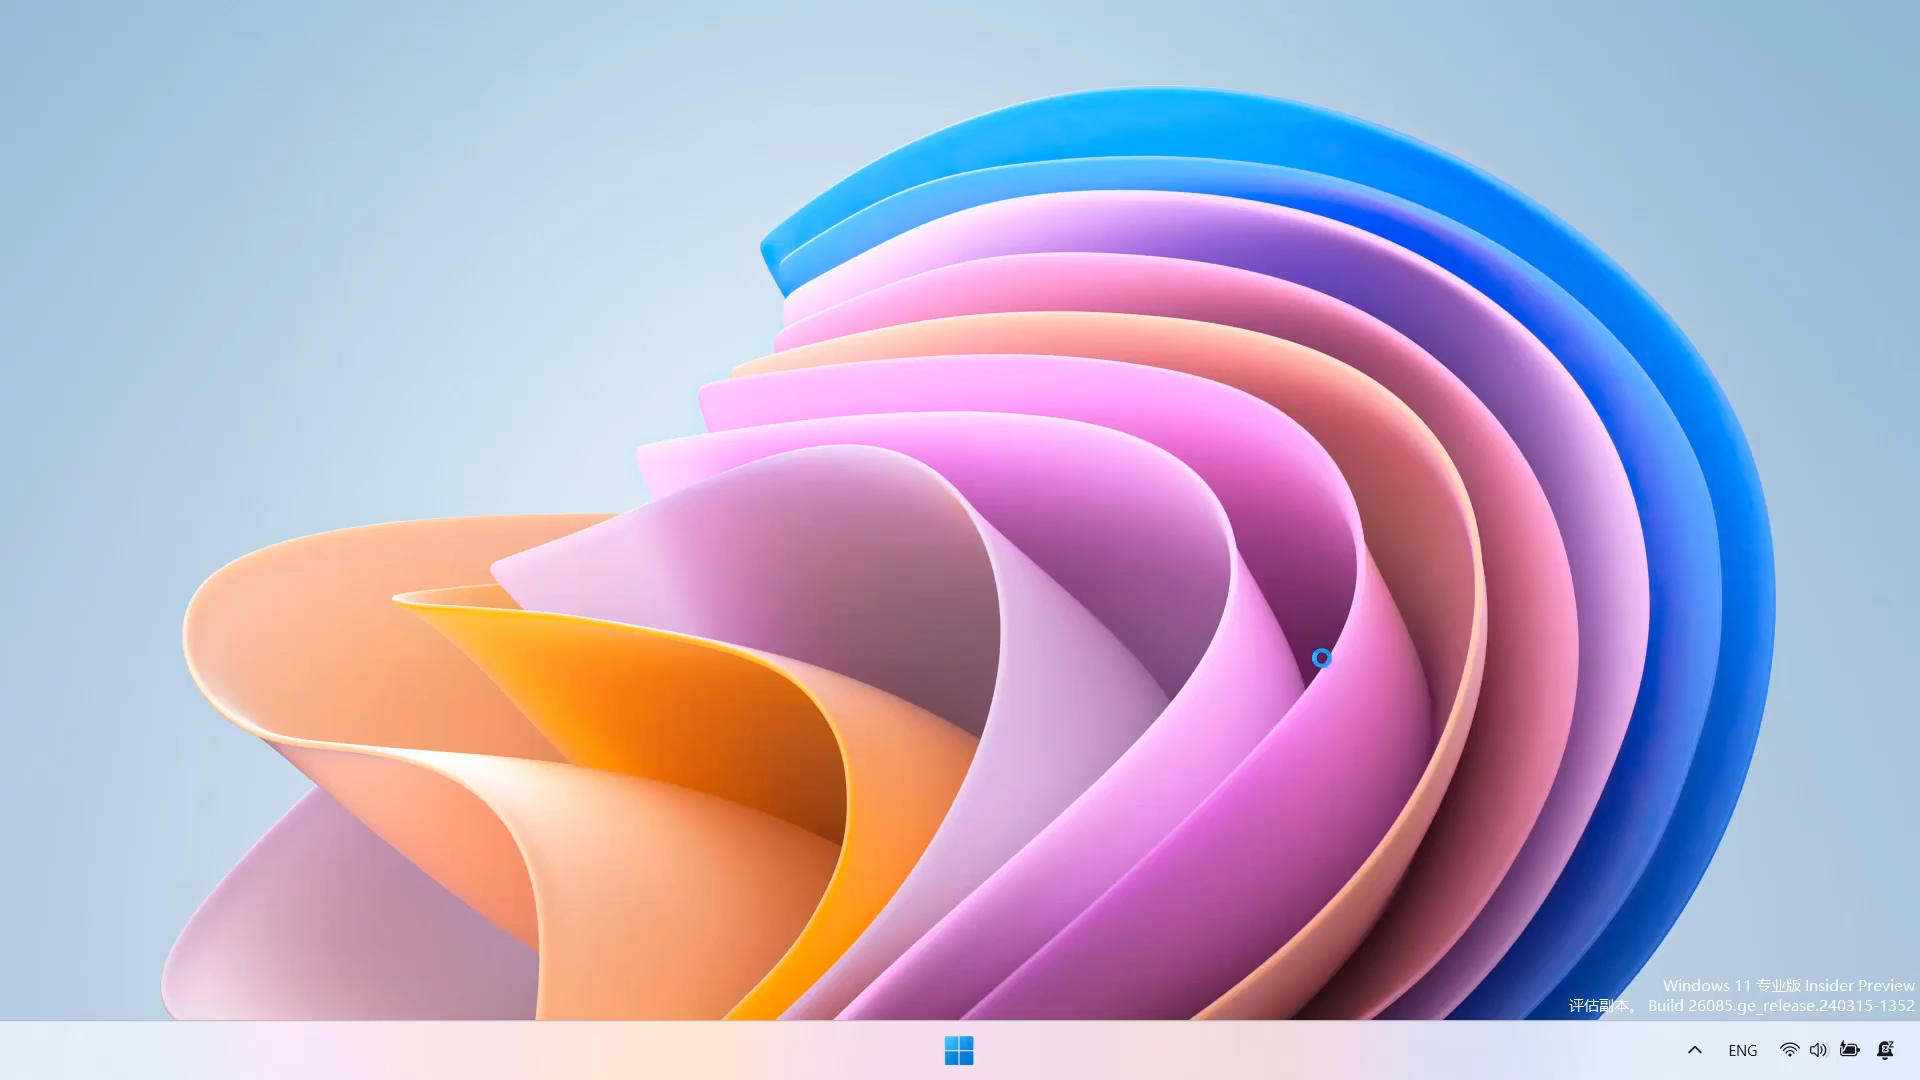 Windows 11 专业版 Insider Preview
评估副本。 Build 26085.ge_release.240315-1352
ENG